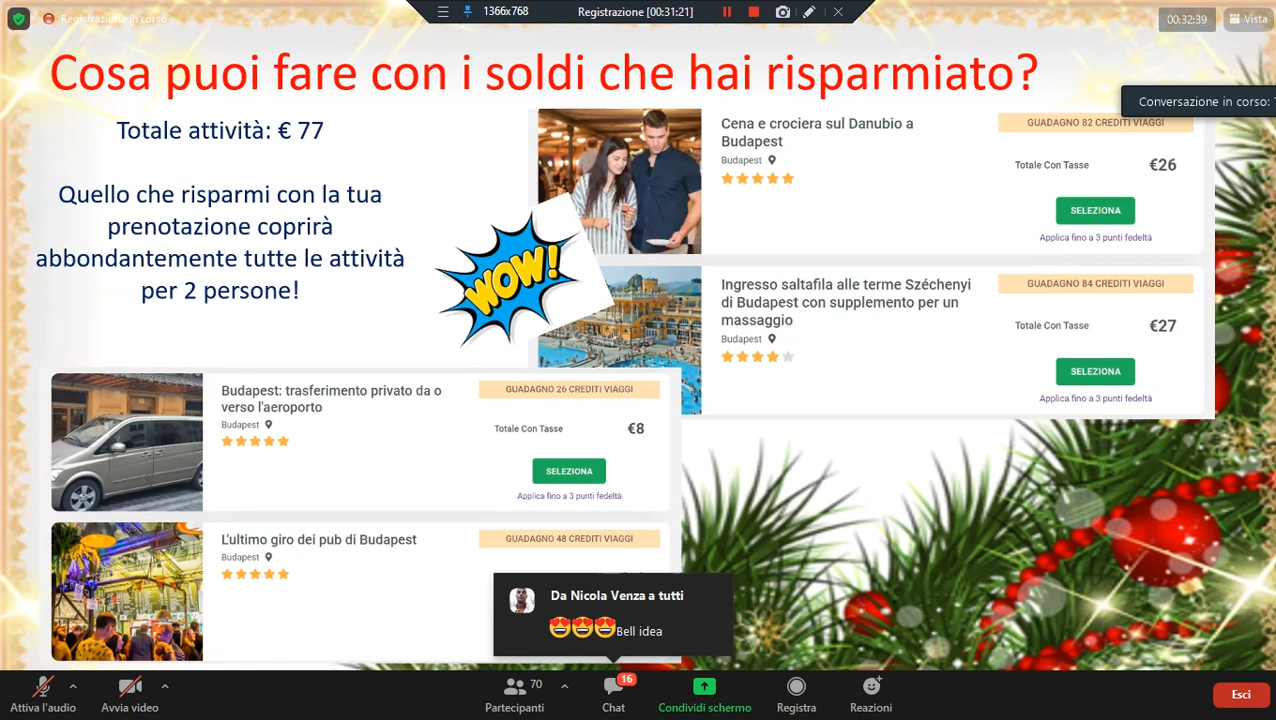 Registrazione in corso
1366x768
Registrazione [00:31:21]
00:32:39
Vista
Cosa puoi fare con i soldi che hai risparmiato?
Conversazione in corso:
Totale attività: € 77
Quello che risparmi con la tua
prenotazione coprirà
abbondantemente tutte le attività
per 2 persone!
WOW!
Cena e crociera sul Danubio a
Budapest
Budapest
GUADAGNO 82 CREDITI VIAGGI
Totale Con Tasse
€26
SELEZIONA
Applica fino a 3 punti fedeltà
Ingresso saltafila alle terme Széchenyi
di Budapest con supplemento per un
massaggio
Budapest
GUADAGNO 84 CREDITI VIAGGI
Totale Con Tasse
€27
SELEZIONA
Applica fino a 3 punti fedeltà
Budapest: trasferimento privato da o
verso l'aeroporto
Budapest
GUADAGNO 26 CREDITI VIAGGI
Totale Con Tasse
€8
SELEZIONA
Applica fino a 3 punti fedeltà
L'ultimo giro dei pub di Budapest
Budapest
GUADAGNO 48 CREDITI VIAGGI
Da Nicola Venza a tutti
😍😍😍Bell idea
Attiva l'audio
Avvia video
70
Partecipanti
16
Chat
Condividi schermo
Registra
Reazioni
Esci